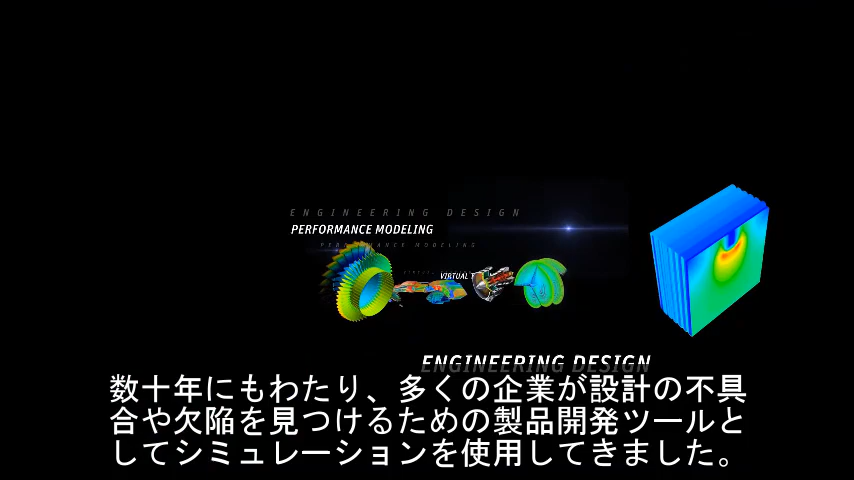 ENGINEERING DESIGN
PERFORMANCE MODELING
PERFORMANCE MODELING
VIRTUAL
ENGINEERING DESIGN
数十年にもわたり、多くの企業が設計の不具
合や欠陥を見つけるための製品開発ツールと
してシミュレーションを使用してきました。